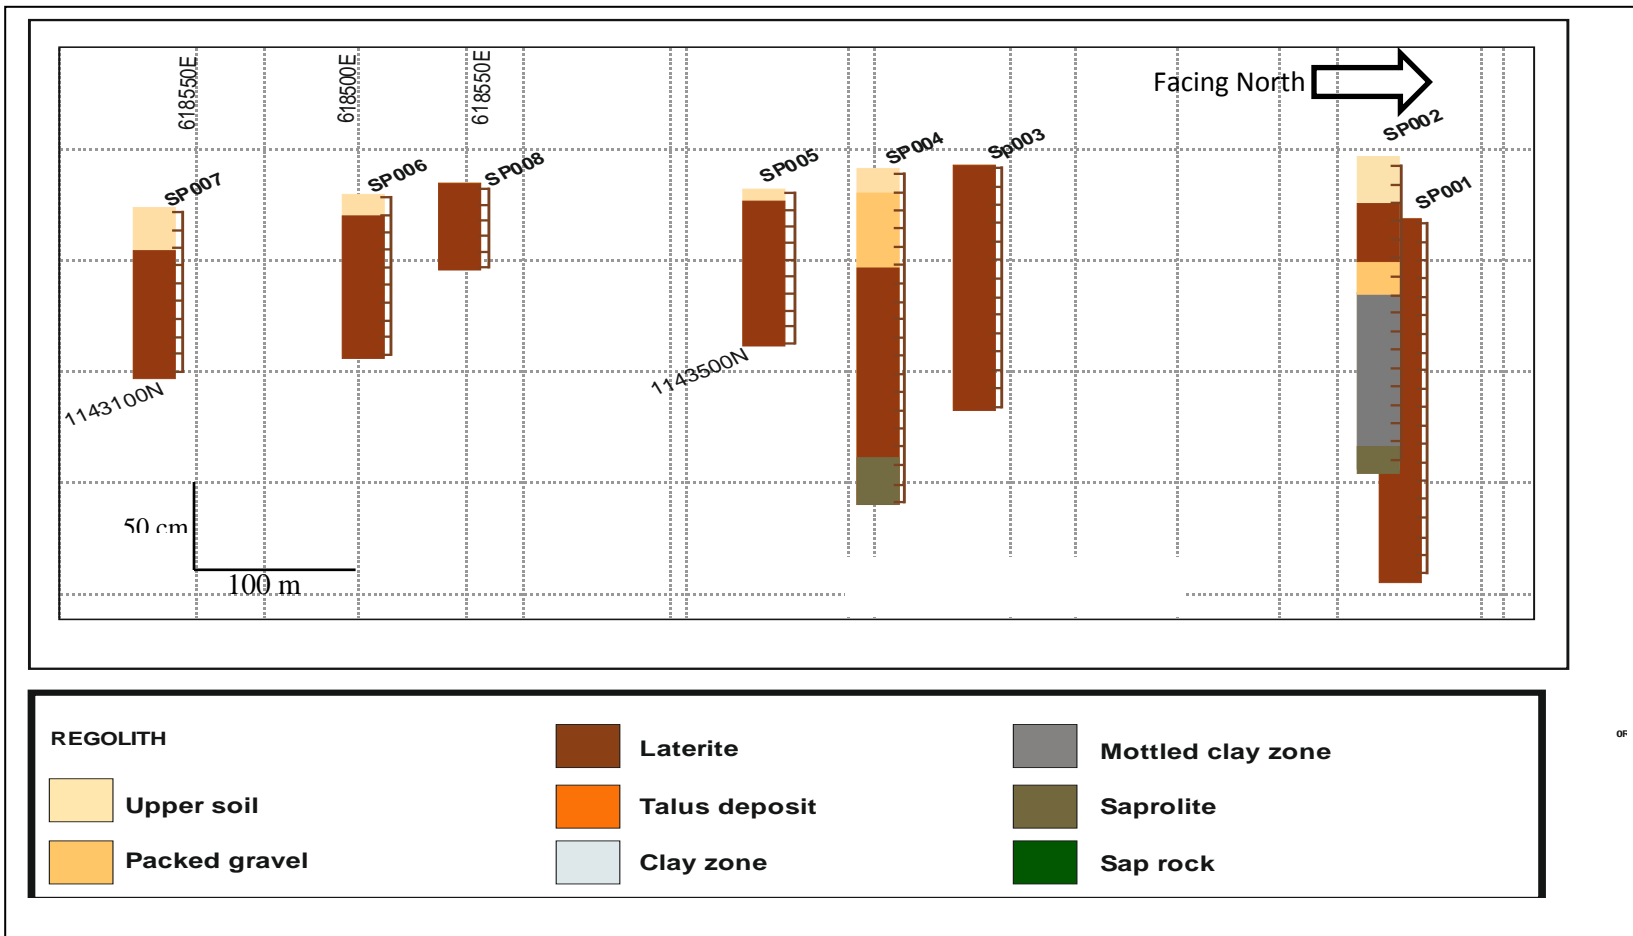 618550E
618500E
618550E
Facing North
SP007
SP006
SP008
SP005
SP004
Sp003
SP002
SP001
1143100N
1143500N
50 cm
100 m
REGOLITH
Upper soil
Packed gravel
Laterite
Talus deposit
Clay zone
Mottled clay zone
Saprolite
Sap rock
OR